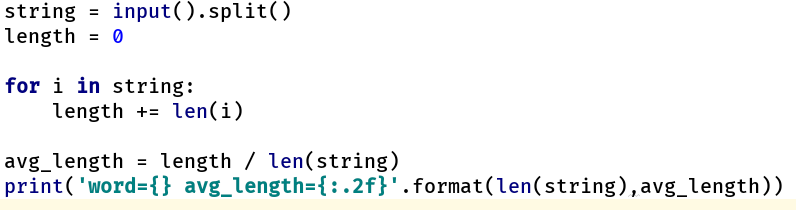 string = input().split()
length = 0
for i in string:
    length += len(i)
avg_length = length / len(string)
print('word={} avg_length={:.2f}'.format(len(string),avg_length))